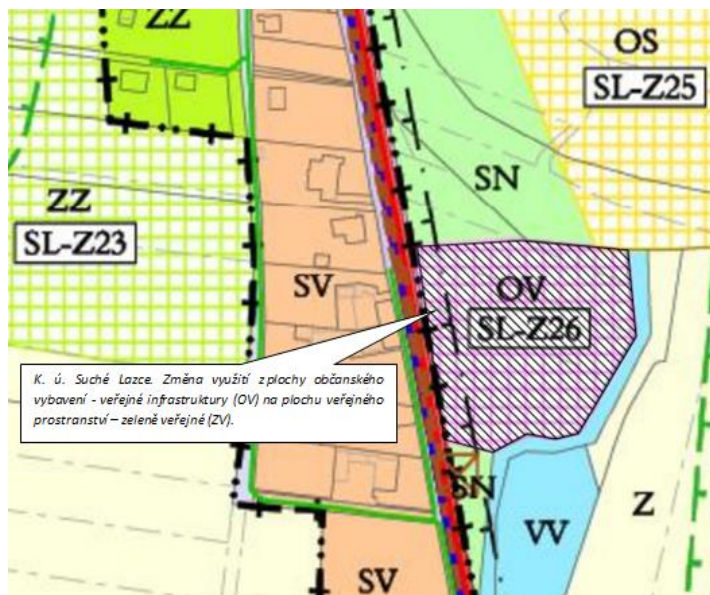 ZZ
OS
SL-Z25
SN
ZZ
SL-Z23
SV
OV
SL-Z26
K. ú. Suché Lazce. Změna využití z plochy občanského
vybavení - veřejné infrastruktury (OV) na plochu veřejného
prostranství – zeleně veřejné (ZV).
SN
VV
Z
SV